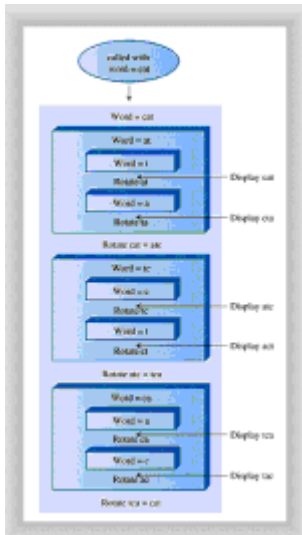 called with
word = cat
Word = cat
Word = at
Word = t
Display cat
Rotate at
Word = a
Display cta
Rotate ta
Rotate cat = atc
Word = tc
Word = c
Display atc
Rotate tc
Word = t
Display act
Rotate ct
Rotate atc = tca
Word = ca
Word = a
Display tca
Rotate ca
Word = c
Display tac
Rotate ac
Rotate tca = cat